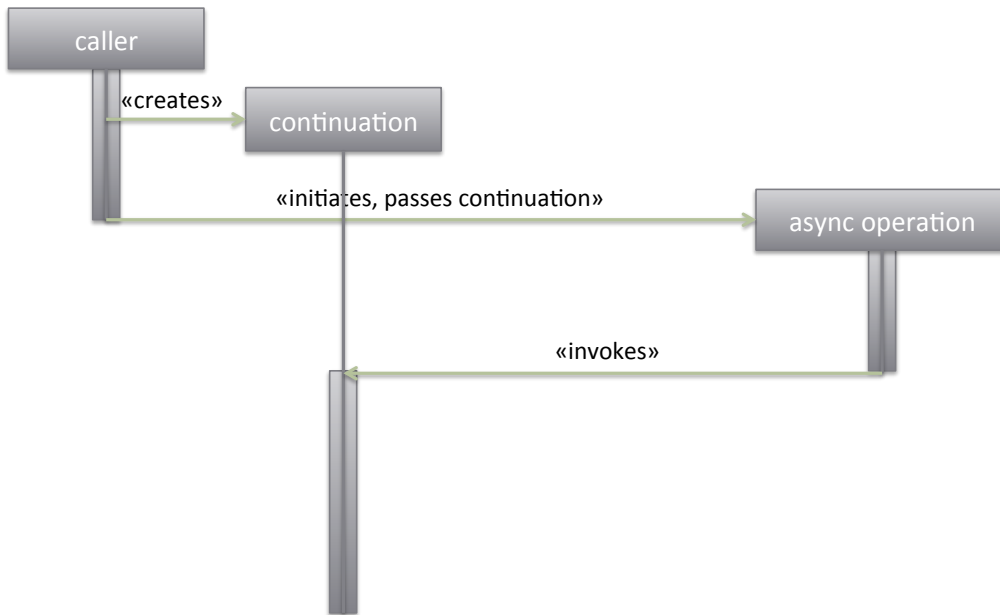 caller
«creates»
continuation
«initiates, passes continuation»
async operation
«invokes»